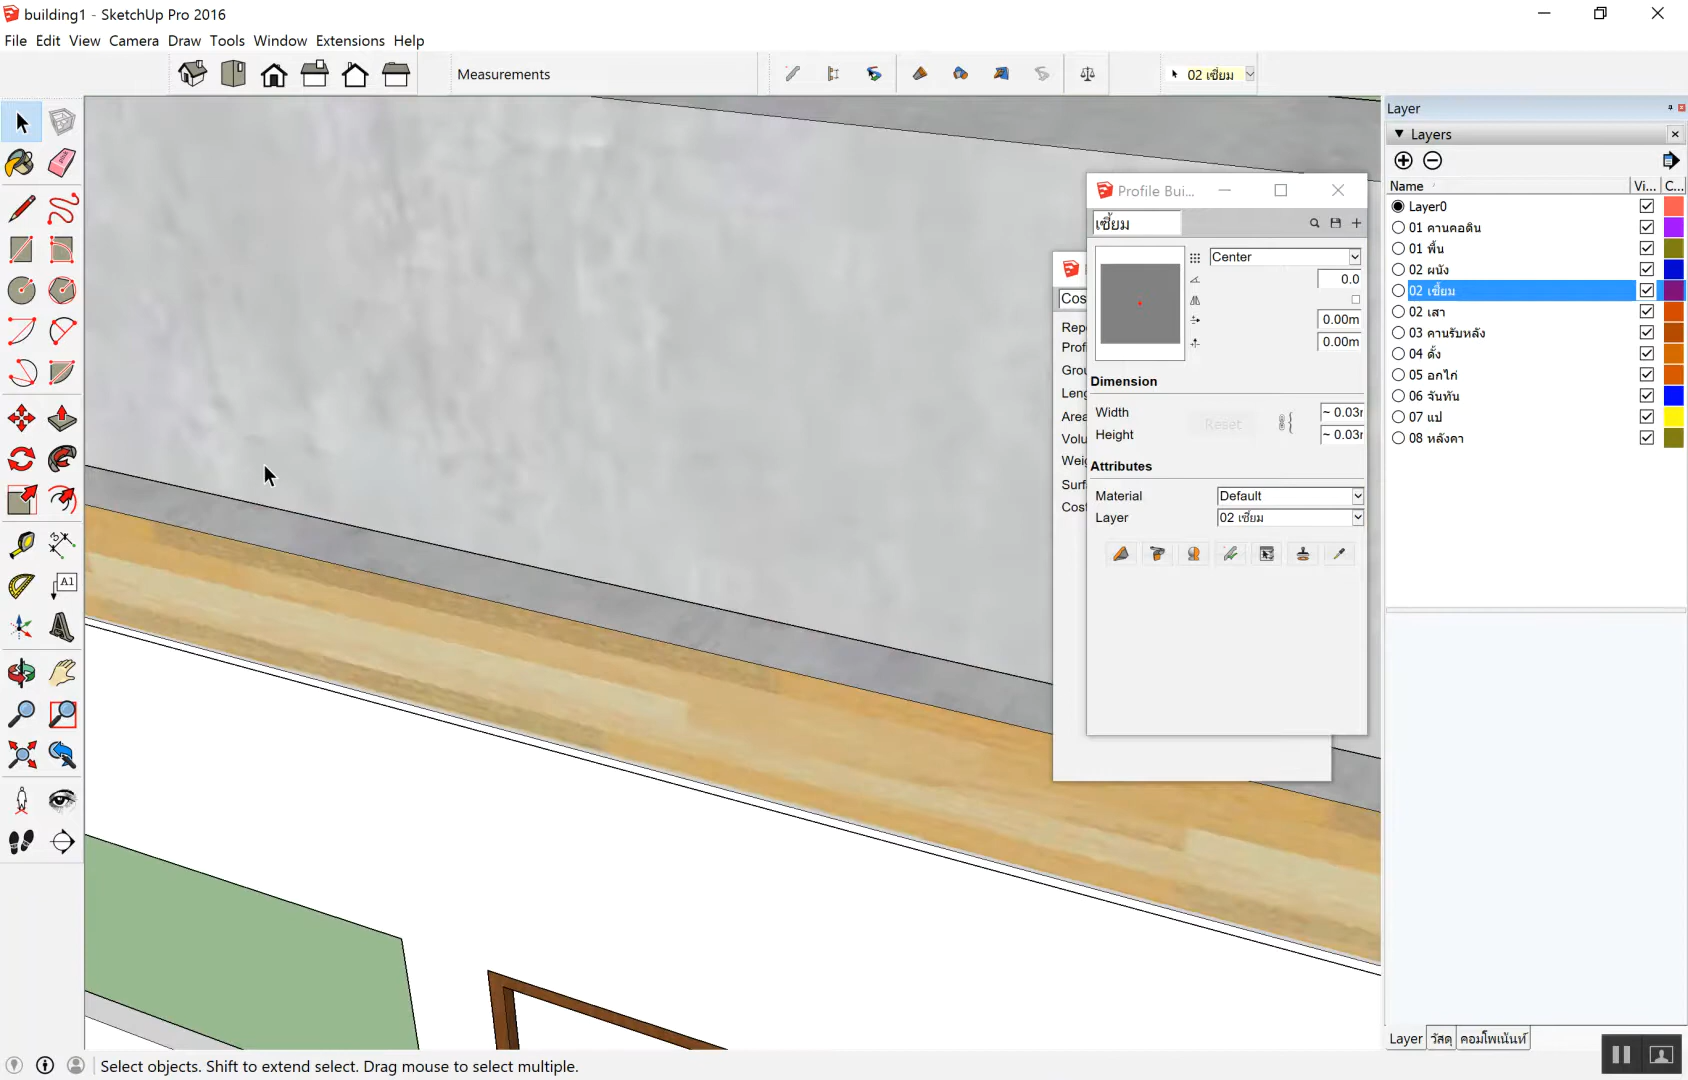 building1 - SketchUp Pro 2016
File Edit View Camera Draw Tools Window Extensions Help
Measurements
02 เซี้ยม
Layer
Layers
Name Vi... C...
Layer0
01 คานคอดิน
01 พื้น
02 ผนัง
02 เซี้ยม
02 เสา
03 คานรับหลัง
04 ดั้ง
05 อกไก่
06 จันทัน
07 แป
08 หลังคา
Profile Bui...
เซี้ยม
Center
0.0
0.00m
0.00m
Dimension
Width
~ 0.03
Reset
Height
~ 0.03
Attributes
Material Default
Layer 02 เซี้ยม
Cos
Rep
Prof
Grou
Leng
Area
Volu
Weig
Surf
Cost
A1
Layer วัสดุ คอมโพเน้นท์
Select objects. Shift to extend select. Drag mouse to select multiple.